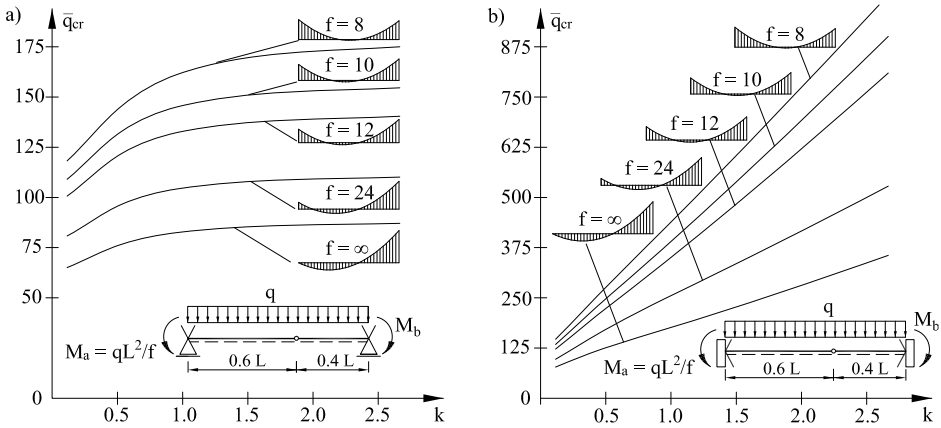 a)
q̅cr
175
150
125
100
75
50
0
0.5
1.0
1.5
2.0
2.5
k
f = 8
f = 10
f = 12
f = 24
f = ∞
q
Mb
Ma = qL²/f
0.6 L
0.4 L
b)
q̅cr
875
750
625
500
375
250
125
0
0.5
1.0
1.5
2.0
2.5
k
f = 8
f = 10
f = 12
f = 24
f = ∞
q
Mb
Ma = qL²/f
0.6 L
0.4 L